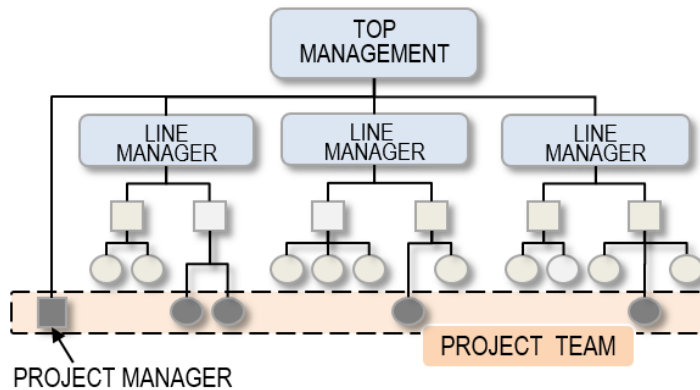 TOP
MANAGEMENT
LINE
MANAGER
LINE
MANAGER
LINE
MANAGER
PROJECT TEAM
PROJECT MANAGER